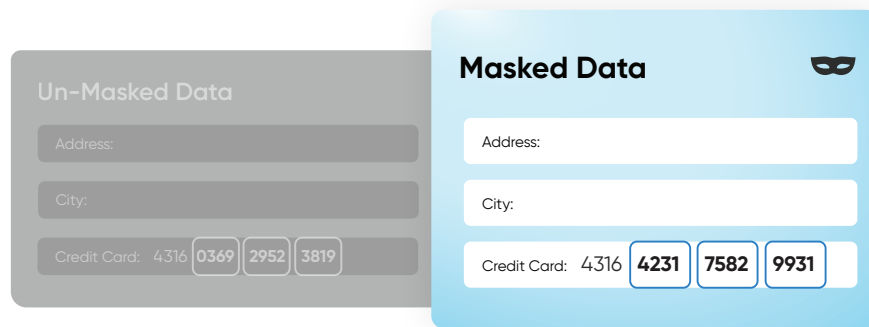 Un-Masked Data
Address:
City:
Credit Card: 4316 0369 2952 3819
Masked Data
Address:
City:
Credit Card: 4316 4231 7582 9931